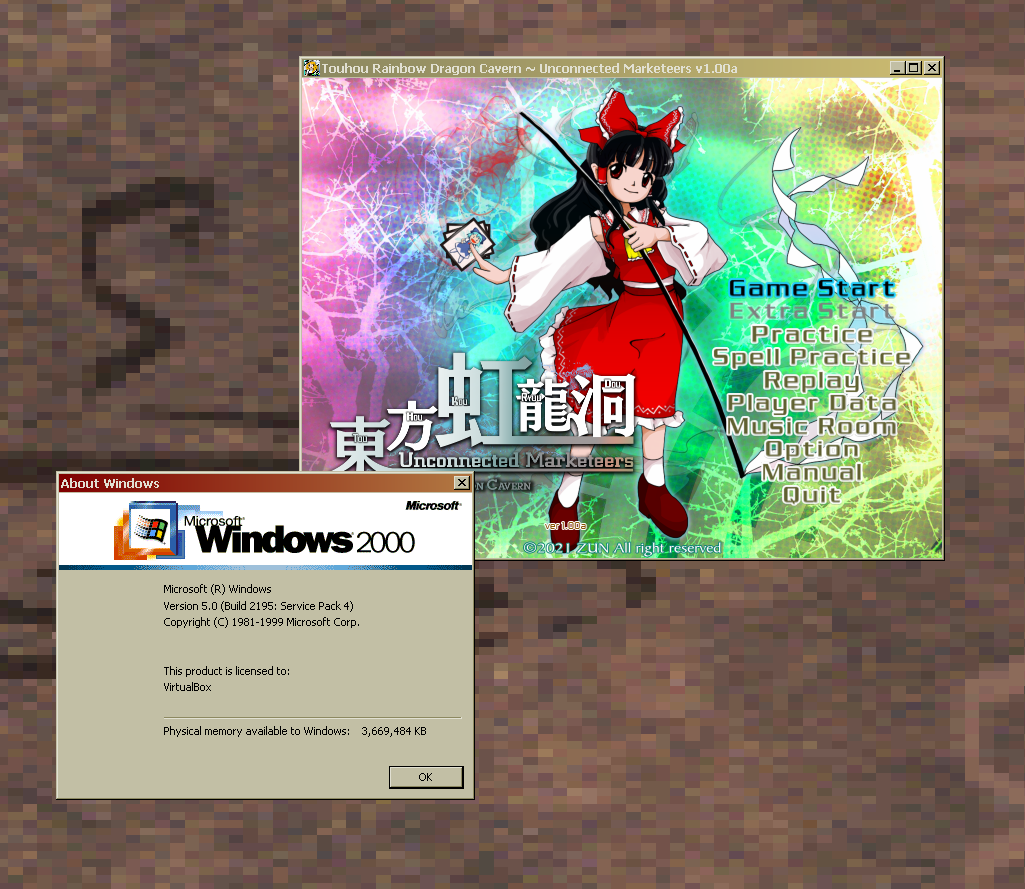 Touhou Rainbow Dragon Cavern ~ Unconnected Marketeers v1.00a
Game Start
Extra Start
Practice
Spell Practice
Replay
Player Data
Music Room
Option
Manual
Quit
東方虹龍洞
Tou Hou Kou Ryuu Dou
Unconnected Marketeers
n Cavern
ver 1.00a
©2021 ZUN All right reserved
About Windows
Microsoft
Microsoft
Windows 2000
Microsoft (R) Windows
Version 5.0 (Build 2195: Service Pack 4)
Copyright (C) 1981-1999 Microsoft Corp.
This product is licensed to:
VirtualBox
Physical memory available to Windows: 3,669,484 KB
OK